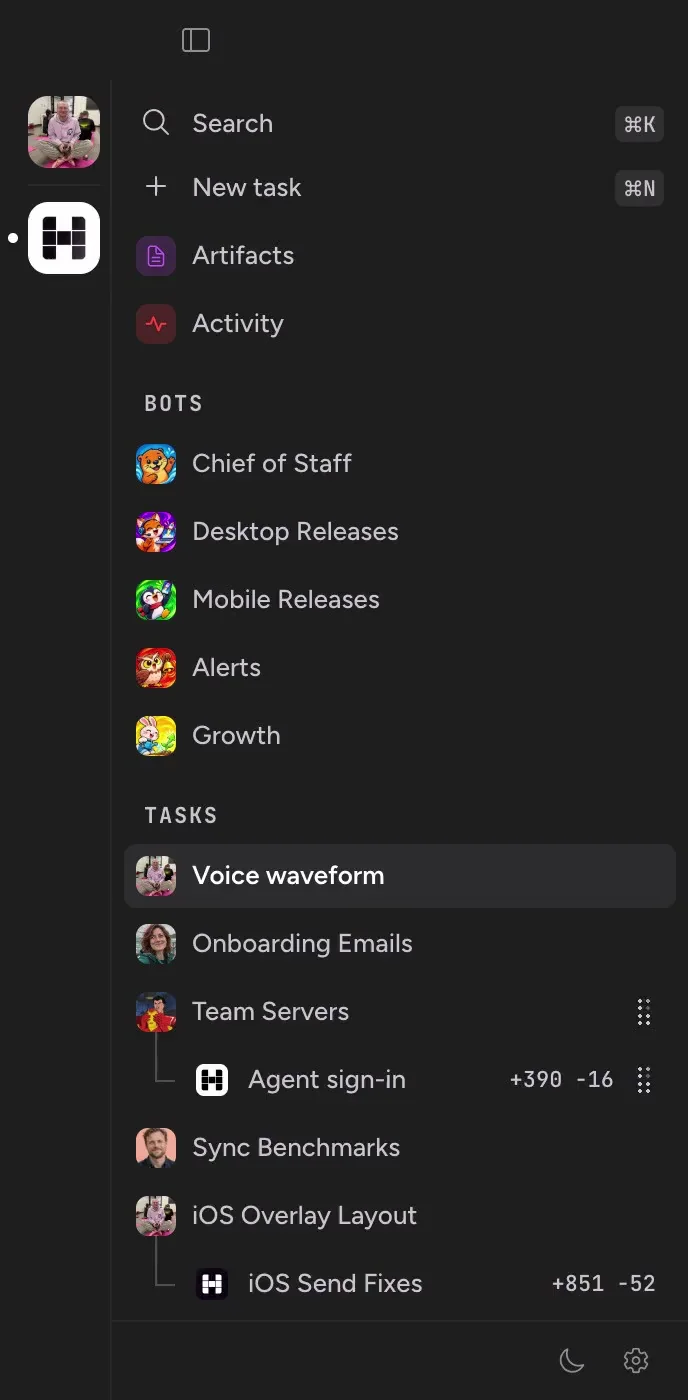 Search ⌘K
New task ⌘N
Artifacts
Activity
BOTS
Chief of Staff
Desktop Releases
Mobile Releases
Alerts
Growth
TASKS
Voice waveform
Onboarding Emails
Team Servers
Agent sign-in +390 -16
Sync Benchmarks
iOS Overlay Layout
iOS Send Fixes +851 -52